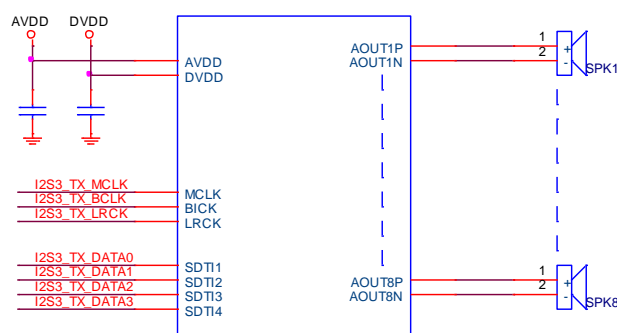 AVDD DVDD
AVDD
DVDD
AOUT1P 1
AOUT1N 2
+
-
SPK1
I2S3_TX_MCLK MCLK
I2S3_TX_BCLK BICK
I2S3_TX_LRCK LRCK
I2S3_TX_DATA0 SDTI1
I2S3_TX_DATA1 SDTI2
I2S3_TX_DATA2 SDTI3
I2S3_TX_DATA3 SDTI4
AOUT8P 1
AOUT8N 2
+
-
SPK8